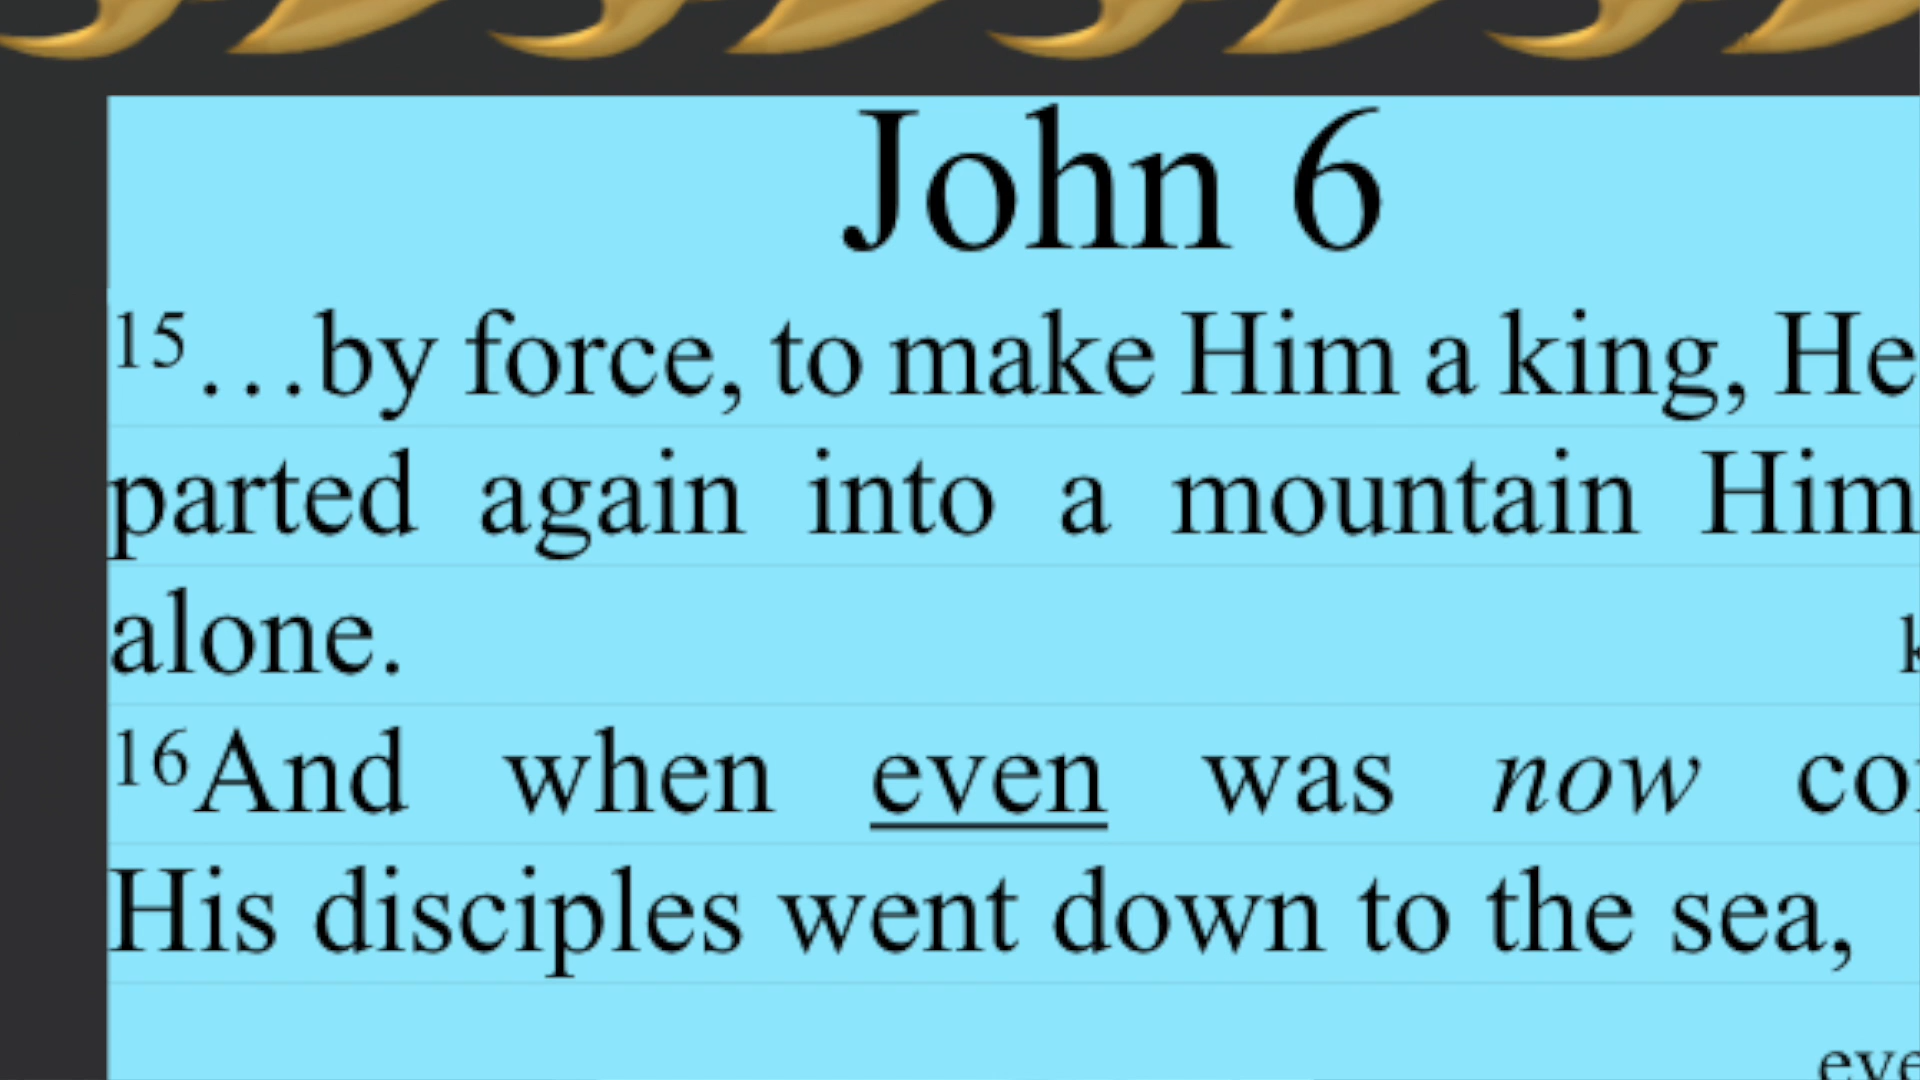 John 6
15…by force, to make Him a king, He
parted again into a mountain Him
alone.
16And when even was now
His disciples went down to the sea,